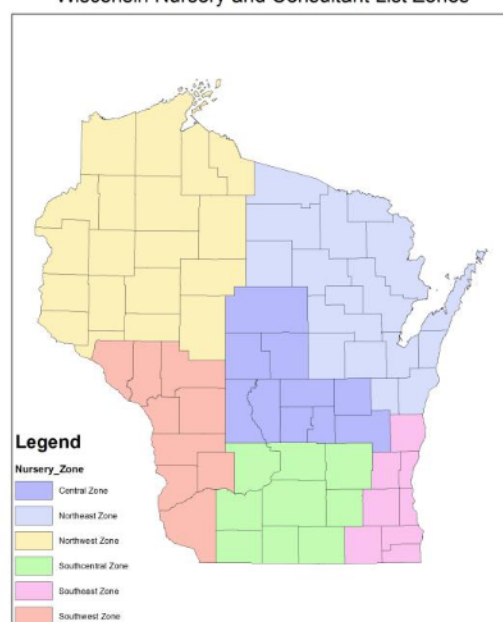 Wisconsin Nursery and Consultant List Zones
Legend
Nursery_Zone
Central Zone
Northeast Zone
Northwest Zone
Southcentral Zone
Southeast Zone
Southwest Zone